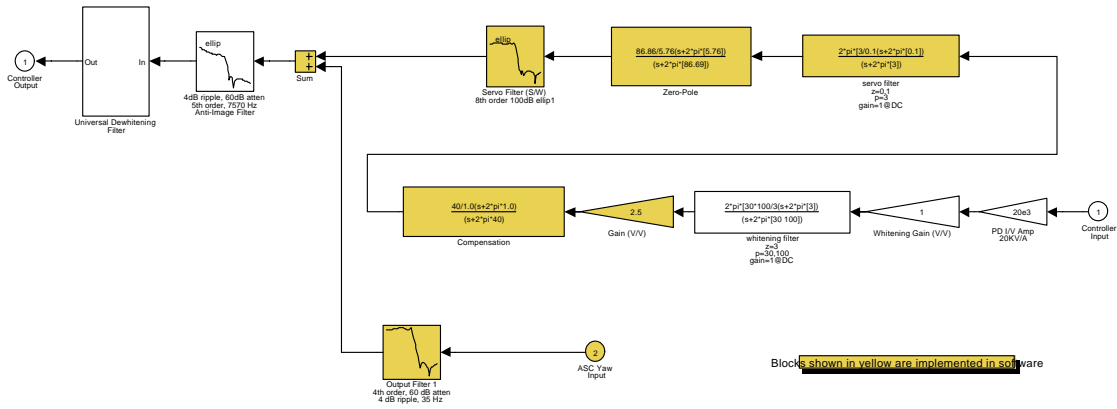 1
Controller
Output
Out
In
Universal Dewhitening
Filter
ellip
4dB ripple, 60dB atten
5th order, 7570 Hz
Anti-Image Filter
+
+
Sum
ellip
Servo Filter (S/W)
8th order 100dB ellip1
86.86/5.76(s+2*pi*[5.76])
(s+2*pi*[86.69])
Zero-Pole
2*pi*[3/0.1(s+2*pi*[0.1])
(s+2*pi*[3])
servo filter
z=0.1
p=3
gain=1@DC
40/1.0(s+2*pi*1.0)
(s+2*pi*40)
Compensation
2.5
Gain (V/V)
2*pi*[30*100/3(s+2*pi*[3])
(s+2*pi*[30 100])
whitening filter
z=3
p=30,100
gain=1@DC
1
Whitening Gain (V/V)
20e3
PD I/V Amp
20KV/A
1
Controller
Input
Output Filter 1
4th order, 60 dB atten
4 dB ripple, 35 Hz
2
ASC Yaw
Input
Blocks shown in yellow are implemented in software